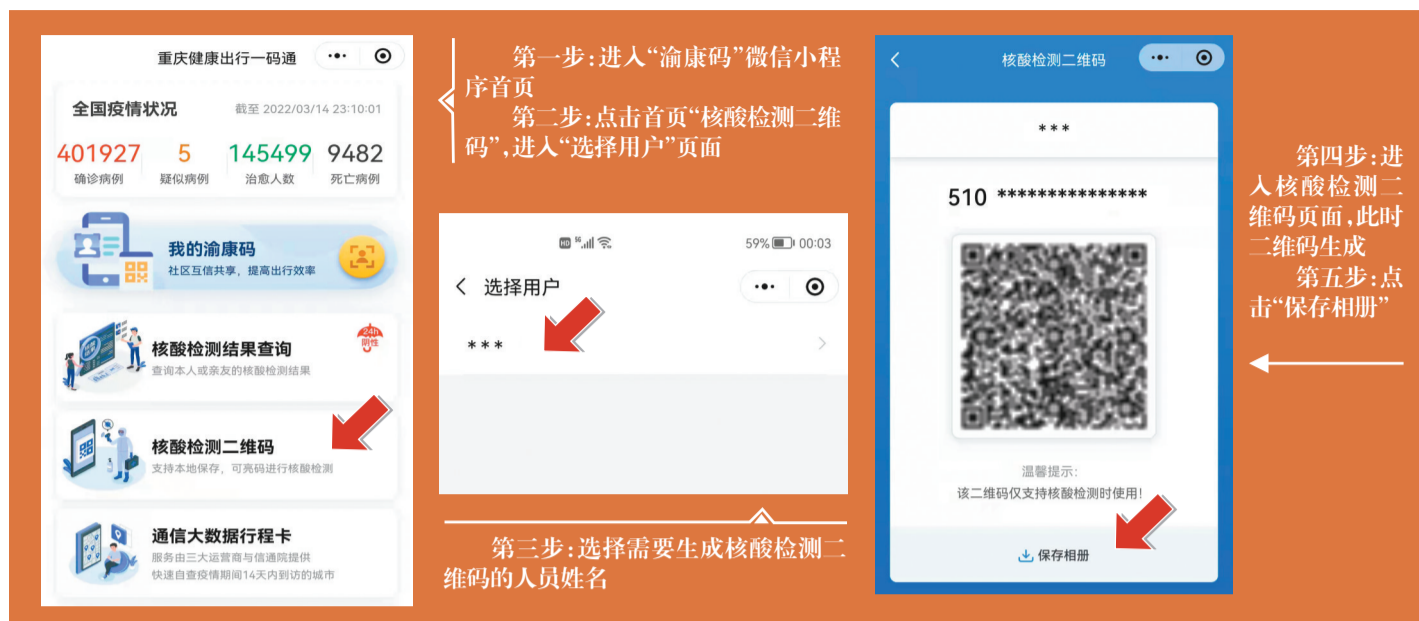 重庆健康出行一码通
全国疫情状况
截至 2022/03/14 23:10:01
401927
5
145499
9482
确诊病例
疑似病例
治愈人数
死亡病例
我的渝康码
社区互信共享，提高出行效率
核酸检测结果查询
查询本人或亲友的核酸检测结果
24h
阴性
核酸检测二维码
支持本地保存，可亮码进行核酸检测
通信大数据行程卡
服务由三大运营商与信通院提供
快速自查疫情期间14天内到访的城市
第一步:进入“渝康码”微信小程
序首页
第二步:点击首页“核酸检测二维
码”,进入“选择用户”页面
HD 5G
59% 00:03
选择用户
***
第三步:选择需要生成核酸检测二
维码的人员姓名
核酸检测二维码
***
510 ***************
温馨提示:
该二维码仅支持核酸检测时使用!
保存相册
第四步:进
入核酸检测二
维码页面,此时
二维码生成
第五步:点
击“保存相册”